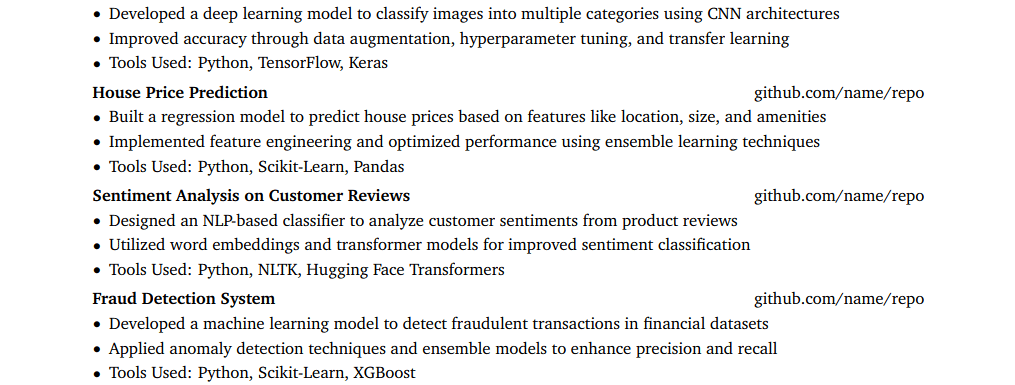 • Developed a deep learning model to classify images into multiple categories using CNN architectures
• Improved accuracy through data augmentation, hyperparameter tuning, and transfer learning
• Tools Used: Python, TensorFlow, Keras
House Price Prediction github.com/name/repo
• Built a regression model to predict house prices based on features like location, size, and amenities
• Implemented feature engineering and optimized performance using ensemble learning techniques
• Tools Used: Python, Scikit-Learn, Pandas
Sentiment Analysis on Customer Reviews github.com/name/repo
• Designed an NLP-based classifier to analyze customer sentiments from product reviews
• Utilized word embeddings and transformer models for improved sentiment classification
• Tools Used: Python, NLTK, Hugging Face Transformers
Fraud Detection System github.com/name/repo
• Developed a machine learning model to detect fraudulent transactions in financial datasets
• Applied anomaly detection techniques and ensemble models to enhance precision and recall
• Tools Used: Python, Scikit-Learn, XGBoost